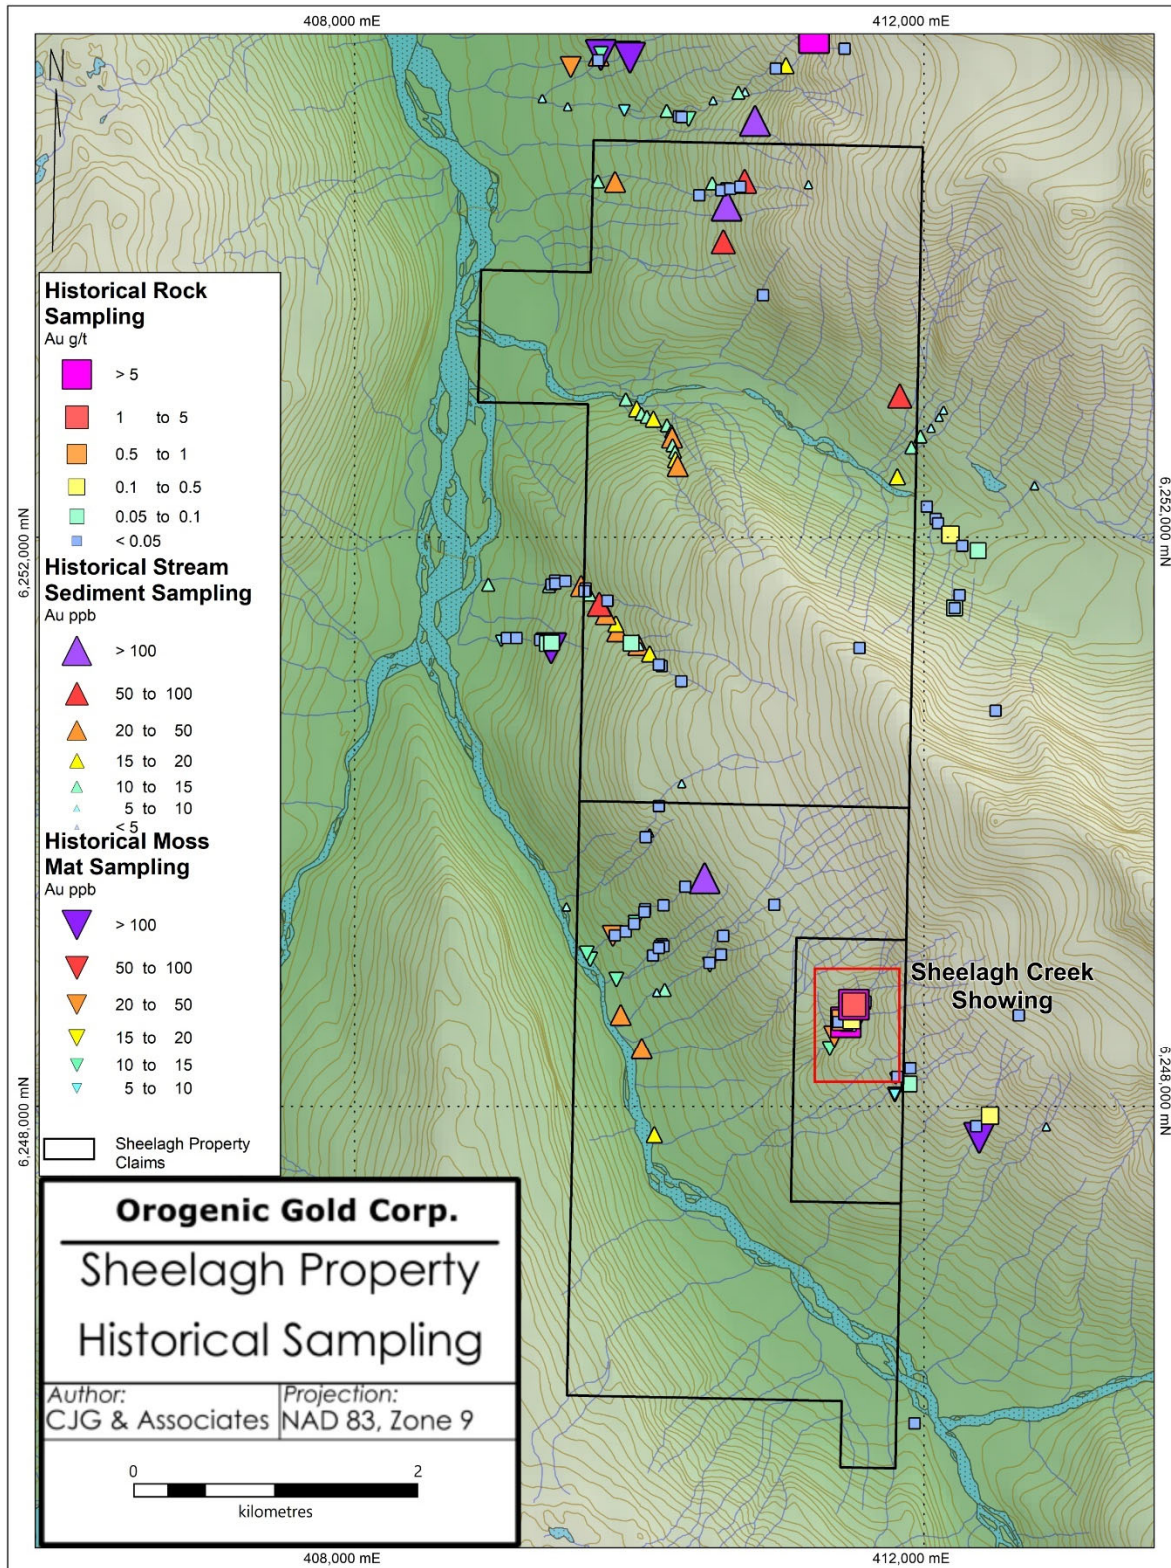 408,000 mE
412,000 mE
N
Historical Rock
Sampling
Au g/t
> 5
1 to 5
0.5 to 1
0.1 to 0.5
0.05 to 0.1
< 0.05
Historical Stream
Sediment Sampling
Au ppb
> 100
50 to 100
20 to 50
15 to 20
10 to 15
5 to 10
< 5
Historical Moss
Mat Sampling
Au ppb
> 100
50 to 100
20 to 50
15 to 20
10 to 15
5 to 10
Sheelagh Property
Claims
6,252,000 mN
6,252,000 mN
Sheelagh Creek
Showing
6,248,000 mN
6,248,000 mN
Orogenic Gold Corp.
Sheelagh Property
Historical Sampling
Author:
CJG & Associates
Projection:
NAD 83, Zone 9
0 2
kilometres
408,000 mE
412,000 mE